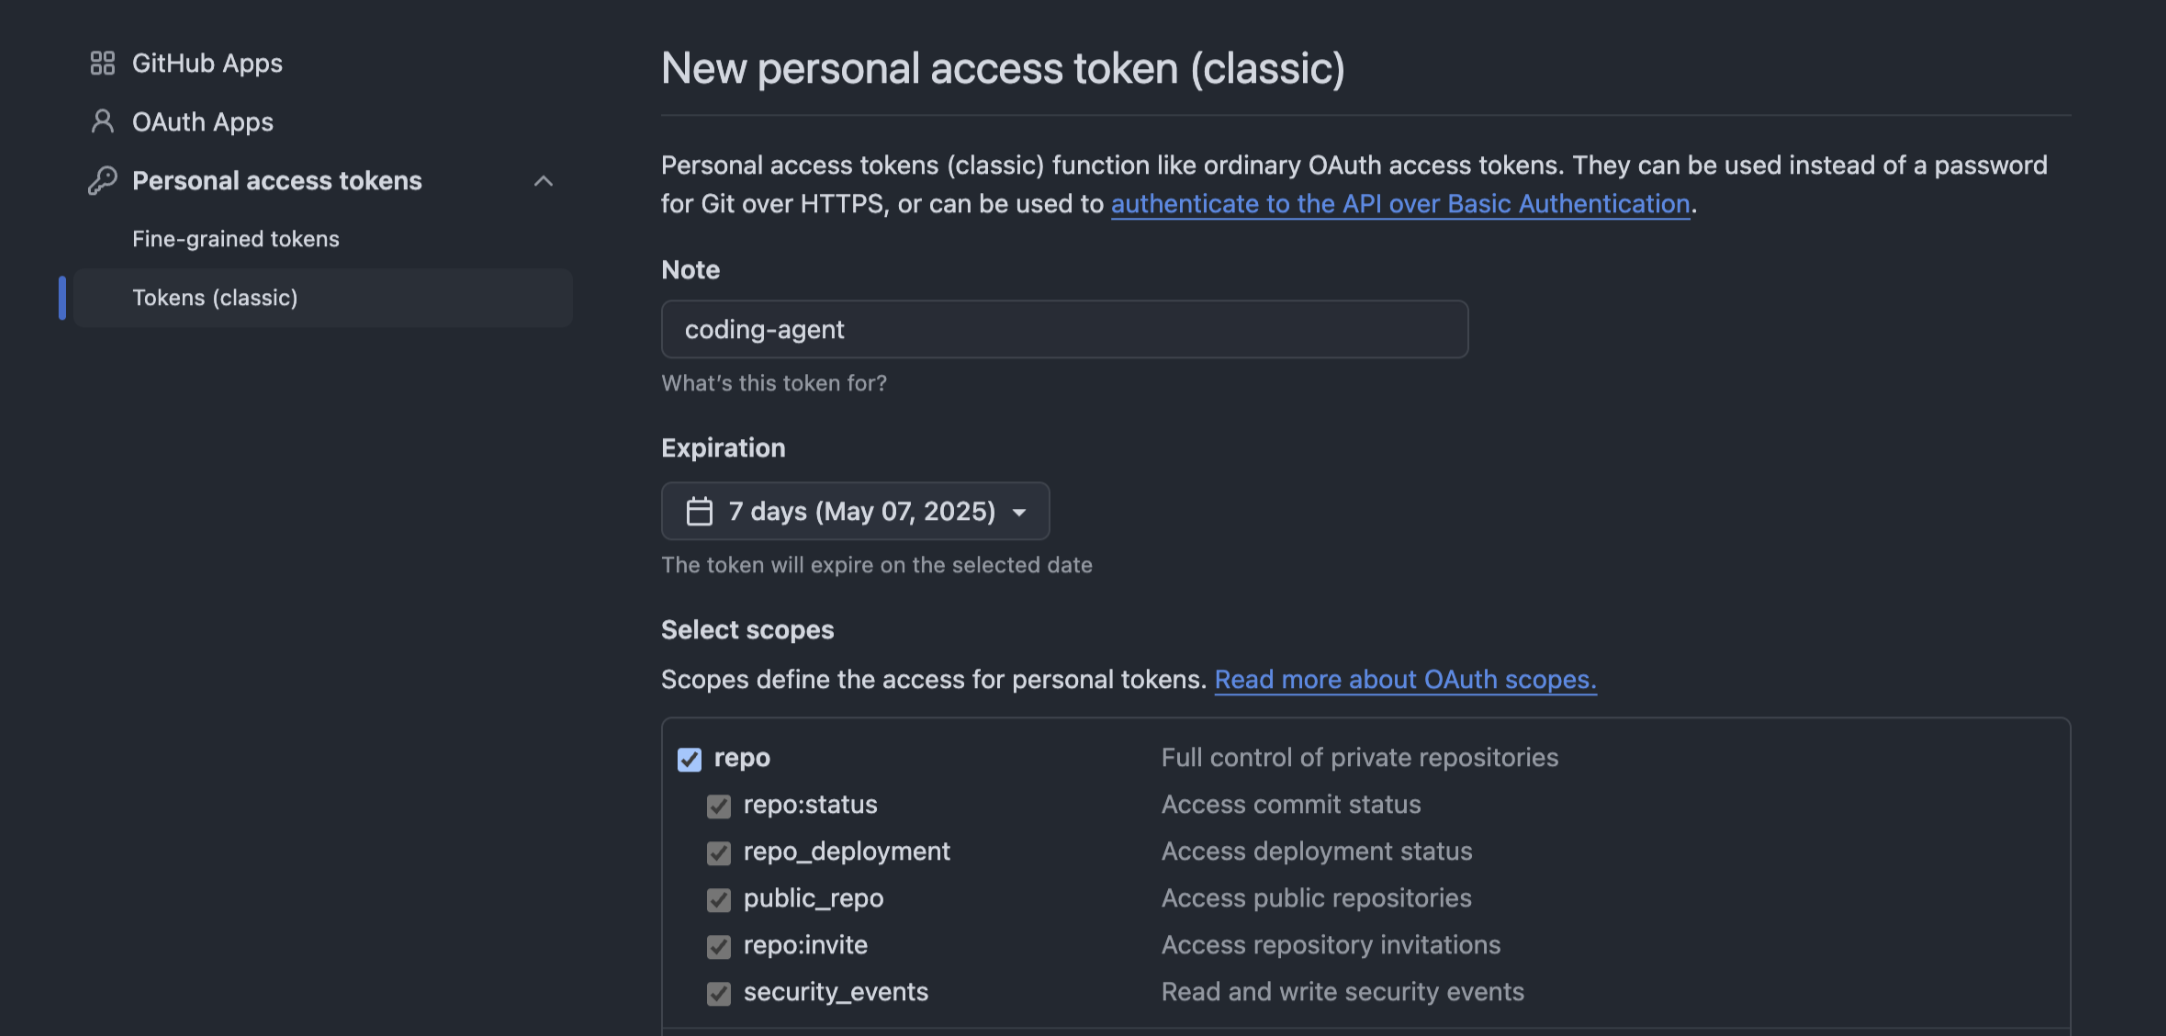 GitHub Apps
OAuth Apps
Personal access tokens
Fine-grained tokens
Tokens (classic)
New personal access token (classic)
Personal access tokens (classic) function like ordinary OAuth access tokens. They can be used instead of a password
for Git over HTTPS, or can be used to authenticate to the API over Basic Authentication.
Note
coding-agent
What's this token for?
Expiration
7 days (May 07, 2025)
The token will expire on the selected date
Select scopes
Scopes define the access for personal tokens. Read more about OAuth scopes.
repo Full control of private repositories
repo:status Access commit status
repo_deployment Access deployment status
public_repo Access public repositories
repo:invite Access repository invitations
security_events Read and write security events